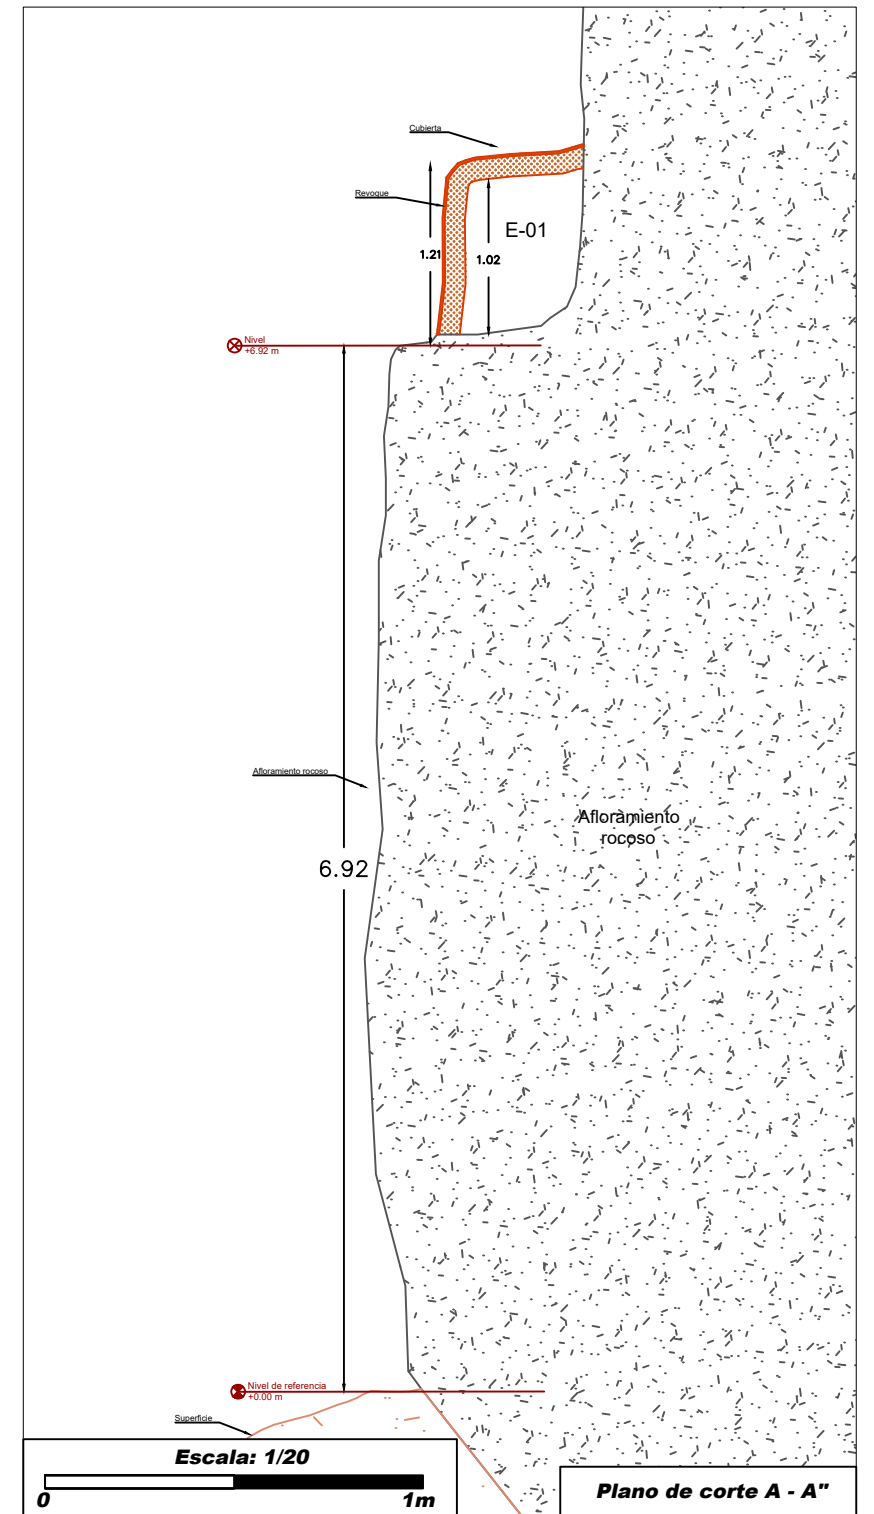 Cubierta
Revoque
E-01
1.21
1.02
Nivel
+6.92 m
Afloramiento rocoso
Afloramiento
rocoso
6.92
Nivel de referencia
+0.00 m
Superficie
Escala: 1/20
0 1m
Plano de corte A - A"